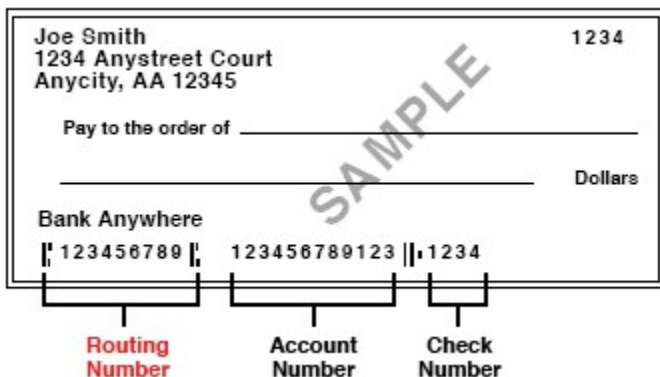 Joe Smith 1234
1234 Anystreet Court
Anycity, AA 12345
SAMPLE
Pay to the order of
Dollars
Bank Anywhere
⑆123456789⑆ 123456789123⑈1234
Routing Number
Account Number
Check Number